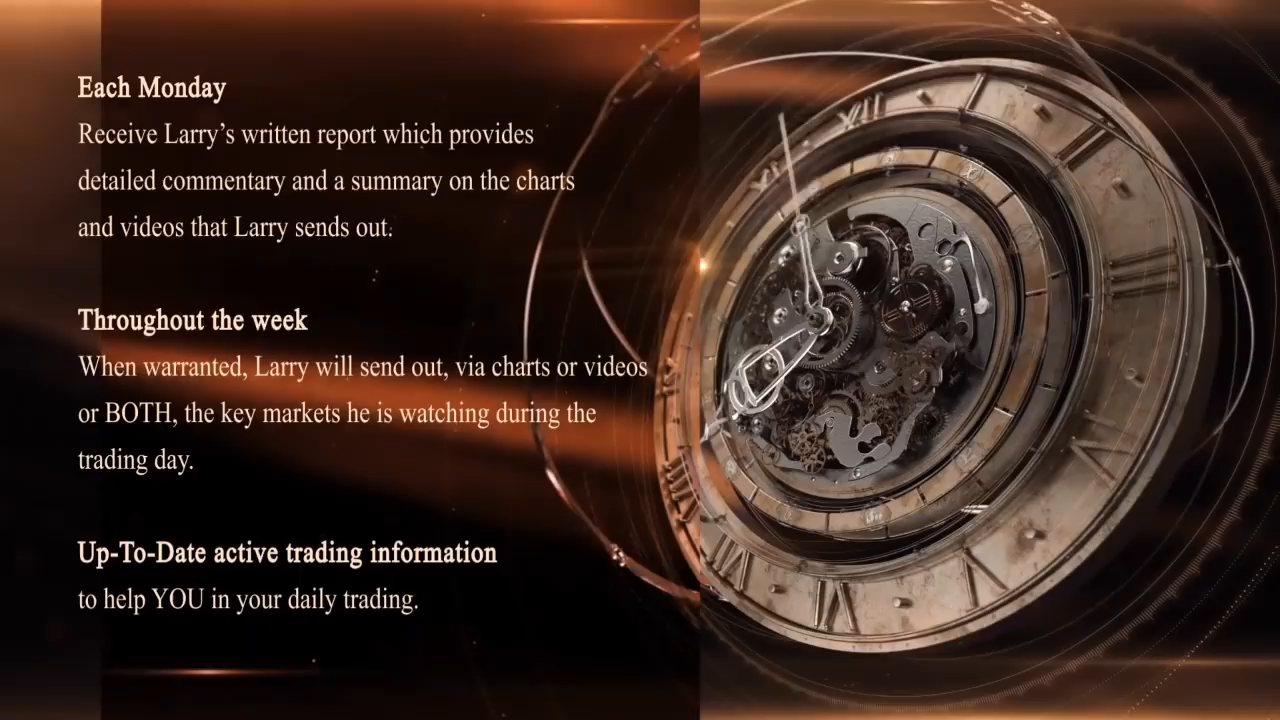 Each Monday
Receive Larry’s written report which provides
detailed commentary and a summary on the charts
and videos that Larry sends out.
Throughout the week
When warranted, Larry will send out, via charts or videos
or BOTH, the key markets he is watching during the
trading day.
Up-To-Date active trading information
to help YOU in your daily trading.